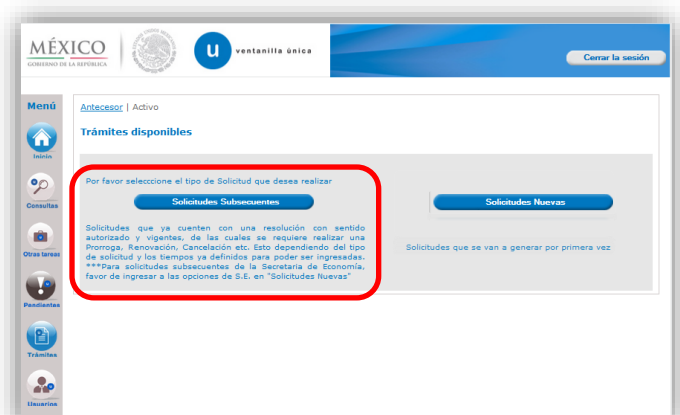 MÉXICO
GOBIERNO DE LA REPÚBLICA
u
ventanilla única
Cerrar la sesión
Menú
Inicio
Consultas
Otras tareas
Pendientes
Trámites
Usuarios
Antecesor | Activo
Trámites disponibles
Por favor selecccione el tipo de Solicitud que desea realizar
Solicitudes Subsecuentes
Solicitudes que ya cuenten con una resolución con sentido
autorizado y vigentes, de las cuales se requiere realizar una
Prorroga, Renovación, Cancelación etc. Esto dependiendo del tipo
de solicitud y los tiempos ya definidos para poder ser ingresadas.
***Para solicitudes subsecuentes de la Secretaria de Economía,
favor de ingresar a las opciones de S.E. en "Solicitudes Nuevas"
Solicitudes Nuevas
Solicitudes que se van a generar por primera vez